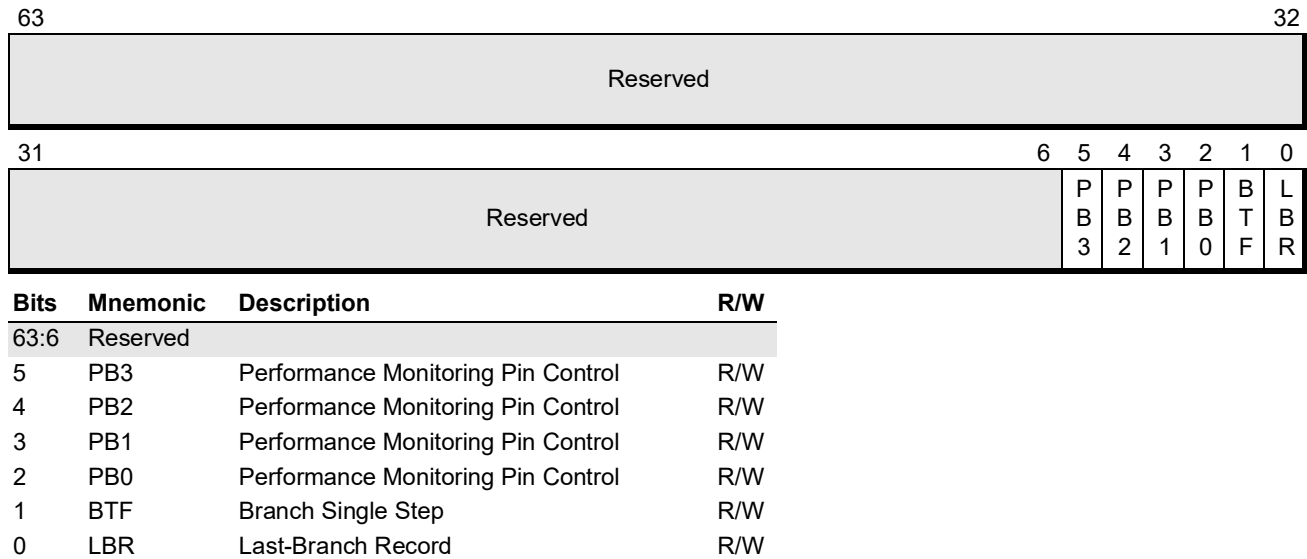 63 32
Reserved
31 6 5 4 3 2 1 0
Reserved
P P P P B L
B B B B T B
3 2 1 0 F R
Bits Mnemonic Description R/W
63:6 Reserved
5 PB3 Performance Monitoring Pin Control R/W
4 PB2 Performance Monitoring Pin Control R/W
3 PB1 Performance Monitoring Pin Control R/W
2 PB0 Performance Monitoring Pin Control R/W
1 BTF Branch Single Step R/W
0 LBR Last-Branch Record R/W